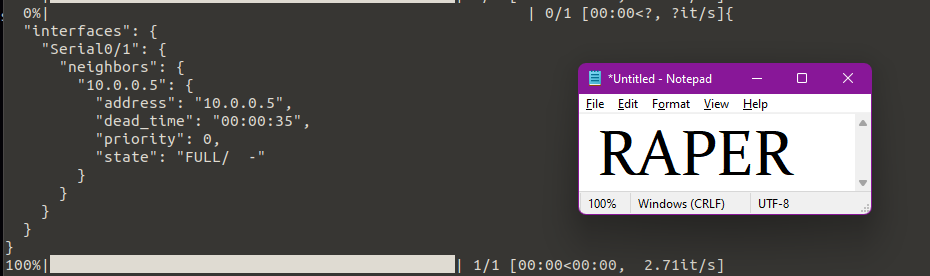 0%| | 0/1 [00:00<?, ?it/s]{
"interfaces": {
"Serial0/1": {
"neighbors": {
"10.0.0.5": {
"address": "10.0.0.5",
"dead_time": "00:00:35",
"priority": 0,
"state": "FULL/  -"
}
}
}
}
}
100%| | 1/1 [00:00<00:00,  2.71it/s]
*Untitled - Notepad
File Edit Format View Help
RAPER
100% Windows (CRLF) UTF-8